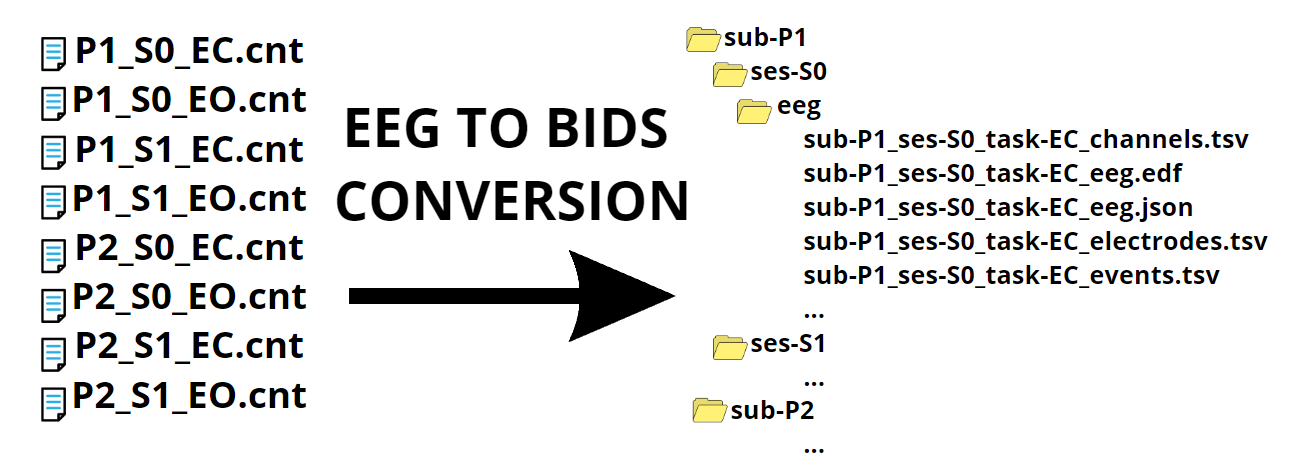 P1_S0_EC.cnt
P1_S0_EO.cnt
P1_S1_EC.cnt
P1_S1_EO.cnt
P2_S0_EC.cnt
P2_S0_EO.cnt
P2_S1_EC.cnt
P2_S1_EO.cnt
EEG TO BIDS
CONVERSION
sub-P1
ses-S0
eeg
sub-P1_ses-S0_task-EC_channels.tsv
sub-P1_ses-S0_task-EC_eeg.edf
sub-P1_ses-S0_task-EC_eeg.json
sub-P1_ses-S0_task-EC_electrodes.tsv
sub-P1_ses-S0_task-EC_events.tsv
...
ses-S1
...
sub-P2
...